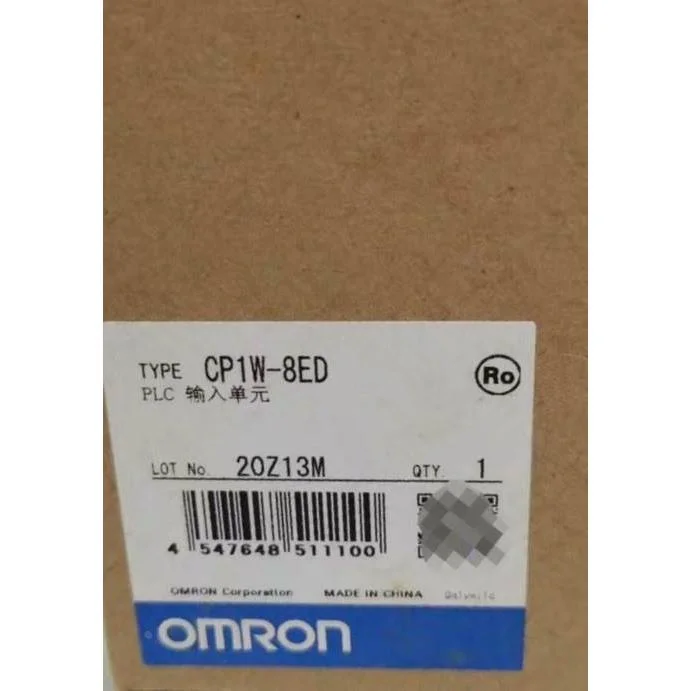 TYPE CP1W-8ED
Ro
PLC 输入单元
LOT No. 20Z13M QTY. 1
4 547648 511100
OMRON Corporation MADE IN CHINA
OMRON